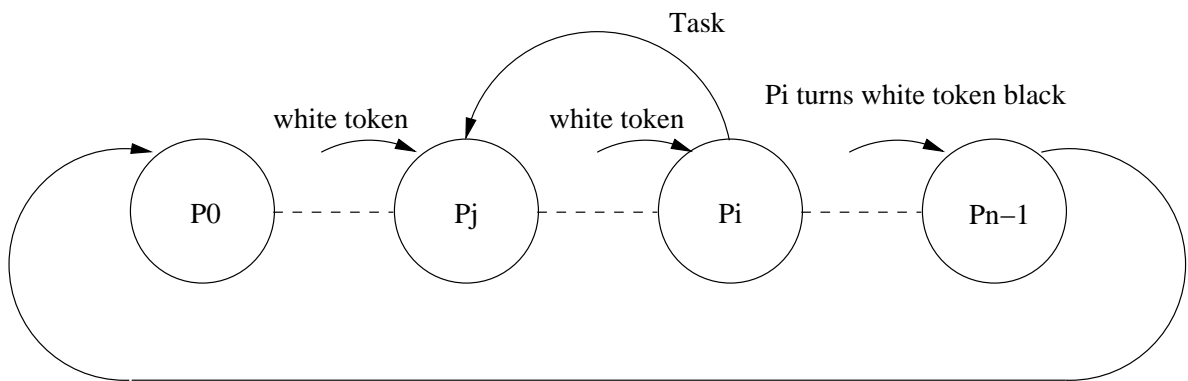 Task
Pi turns white token black
white token
white token
P0
Pj
Pi
Pn−1